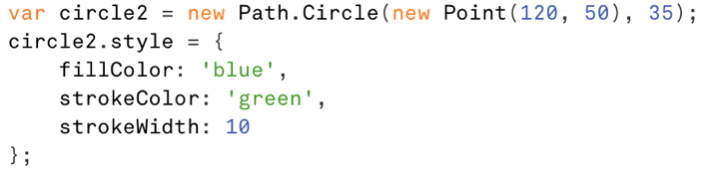 var circle2 = new Path.Circle(new Point(120, 50), 35);
circle2.style = {
    fillColor: 'blue',
    strokeColor: 'green',
    strokeWidth: 10
};